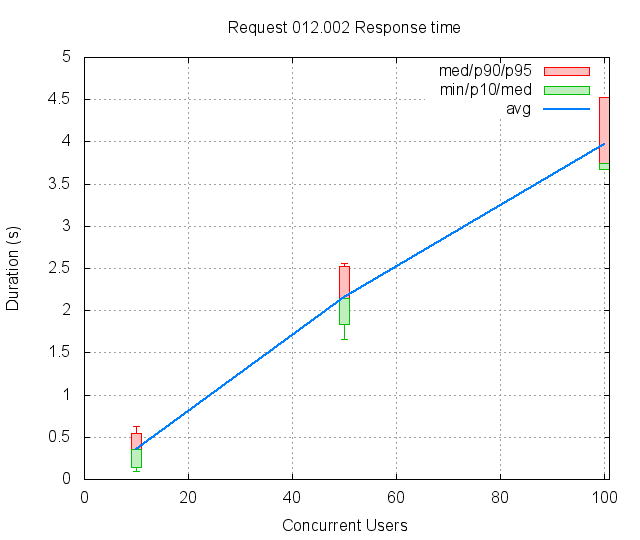 Request 012.002 Response time
5
4.5
4
3.5
3
2.5
2
1.5
1
0.5
0
Duration (s)
med/p90/p95
min/p10/med
avg
0 20 40 60 80 100
Concurrent Users